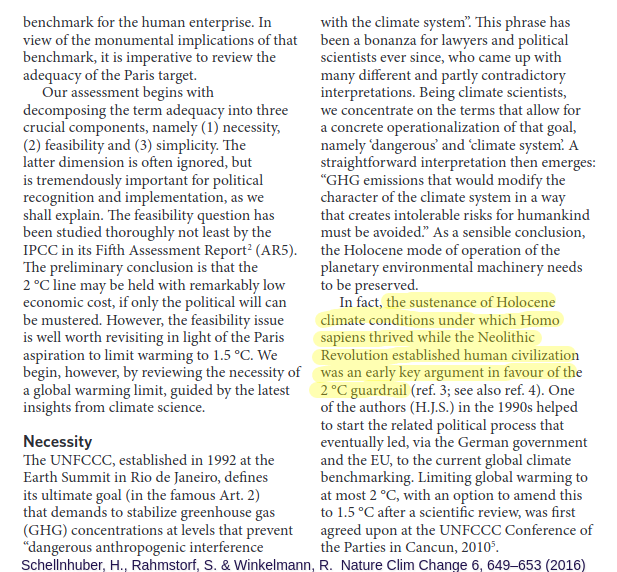 benchmark for the human enterprise. In
view of the monumental implications of that
benchmark, it is imperative to review the
adequacy of the Paris target.
Our assessment begins with
decomposing the term adequacy into three
crucial components, namely (1) necessity,
(2) feasibility and (3) simplicity. The
latter dimension is often ignored, but
is tremendously important for political
recognition and implementation, as we
shall explain. The feasibility question has
been studied thoroughly not least by the
IPCC in its Fifth Assessment Report² (AR5).
The preliminary conclusion is that the
2 °C line may be held with remarkably low
economic cost, if only the political will can
be mustered. However, the feasibility issue
is well worth revisiting in light of the Paris
aspiration to limit warming to 1.5 °C. We
begin, however, by reviewing the necessity of
a global warming limit, guided by the latest
insights from climate science.
Necessity
The UNFCCC, established in 1992 at the
Earth Summit in Rio de Janeiro, defines
its ultimate goal (in the famous Art. 2)
that demands to stabilize greenhouse gas
(GHG) concentrations at levels that prevent
“dangerous anthropogenic interference
with the climate system”. This phrase has
been a bonanza for lawyers and political
scientists ever since, who came up with
many different and partly contradictory
interpretations. Being climate scientists,
we concentrate on the terms that allow for
a concrete operationalization of that goal,
namely ‘dangerous’ and ‘climate system’. A
straightforward interpretation then emerges:
“GHG emissions that would modify the
character of the climate system in a way
that creates intolerable risks for humankind
must be avoided.” As a sensible conclusion,
the Holocene mode of operation of the
planetary environmental machinery needs
to be preserved.
In fact, the sustenance of Holocene
climate conditions under which Homo
sapiens thrived while the Neolithic
Revolution established human civilization
was an early key argument in favour of the
2 °C guardrail (ref. 3; see also ref. 4). One
of the authors (H.J.S.) in the 1990s helped
to start the related political process that
eventually led, via the German government
and the EU, to the current global climate
benchmarking. Limiting global warming to
at most 2 °C, with an option to amend this
to 1.5 °C after a scientific review, was first
agreed upon at the UNFCCC Conference of
the Parties in Cancun, 2010⁵.
Schellnhuber, H., Rahmstorf, S. & Winkelmann, R. Nature Clim Change 6, 649–653 (2016)